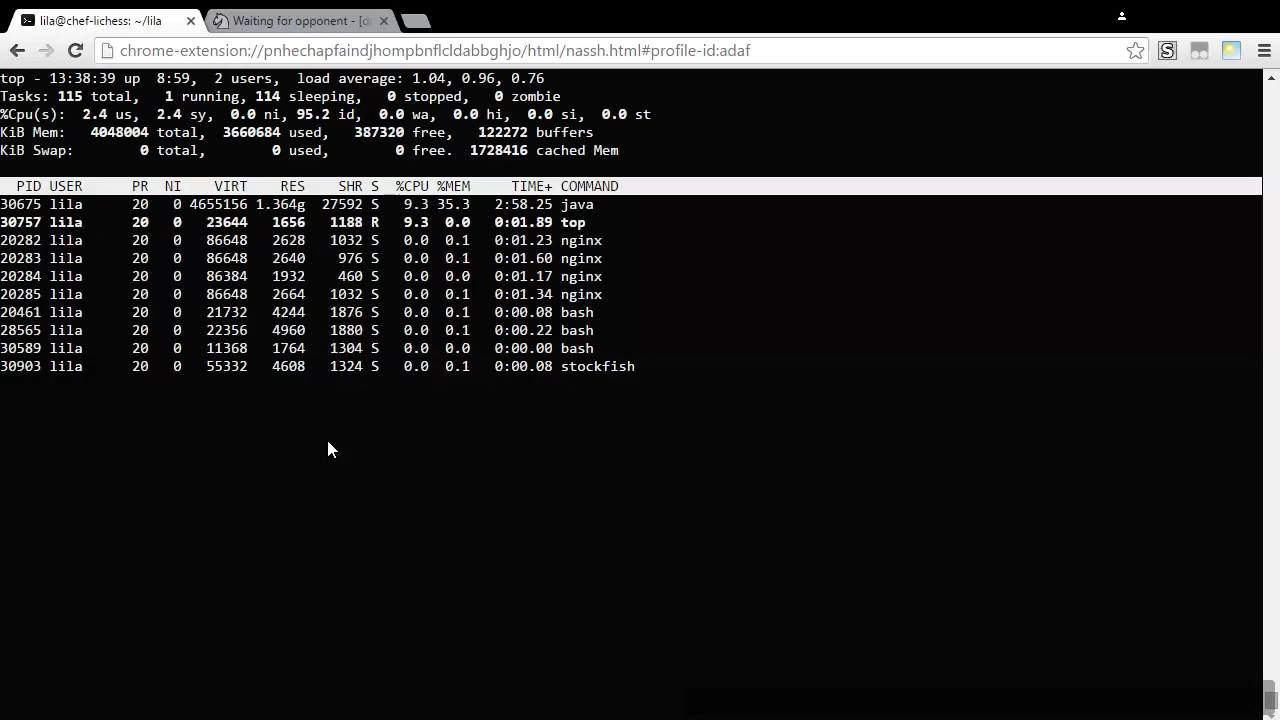 lila@chef-lichess: ~/lila
Waiting for opponent - [d
chrome-extension://pnhechapfaindjhompbnflcldabbghjo/html/nassh.html#profile-id:adaf
top - 13:38:39 up  8:59,  2 users,  load average: 1.04, 0.96, 0.76
Tasks: 115 total,   1 running, 114 sleeping,   0 stopped,   0 zombie
%Cpu(s):  2.4 us,  2.4 sy,  0.0 ni, 95.2 id,  0.0 wa,  0.0 hi,  0.0 si,  0.0 st
KiB Mem:   4048004 total,  3660684 used,   387320 free,   122272 buffers
KiB Swap:        0 total,        0 used,        0 free.  1728416 cached Mem
PID USER      PR  NI    VIRT    RES    SHR S  %CPU %MEM     TIME+ COMMAND
30675 lila      20   0 4655156 1.364g  27592 S   9.3 35.3   2:58.25 java
30757 lila      20   0   23644   1656   1188 R   9.3  0.0   0:01.89 top
20282 lila      20   0   86648   2628   1032 S   0.0  0.1   0:01.23 nginx
20283 lila      20   0   86648   2640    976 S   0.0  0.1   0:01.60 nginx
20284 lila      20   0   86384   1932    460 S   0.0  0.0   0:01.17 nginx
20285 lila      20   0   86648   2664   1032 S   0.0  0.1   0:01.34 nginx
20461 lila      20   0   21732   4244   1876 S   0.0  0.1   0:00.08 bash
28565 lila      20   0   22356   4960   1880 S   0.0  0.1   0:00.22 bash
30589 lila      20   0   11368   1764   1304 S   0.0  0.0   0:00.00 bash
30903 lila      20   0   55332   4608   1324 S   0.0  0.1   0:00.08 stockfish